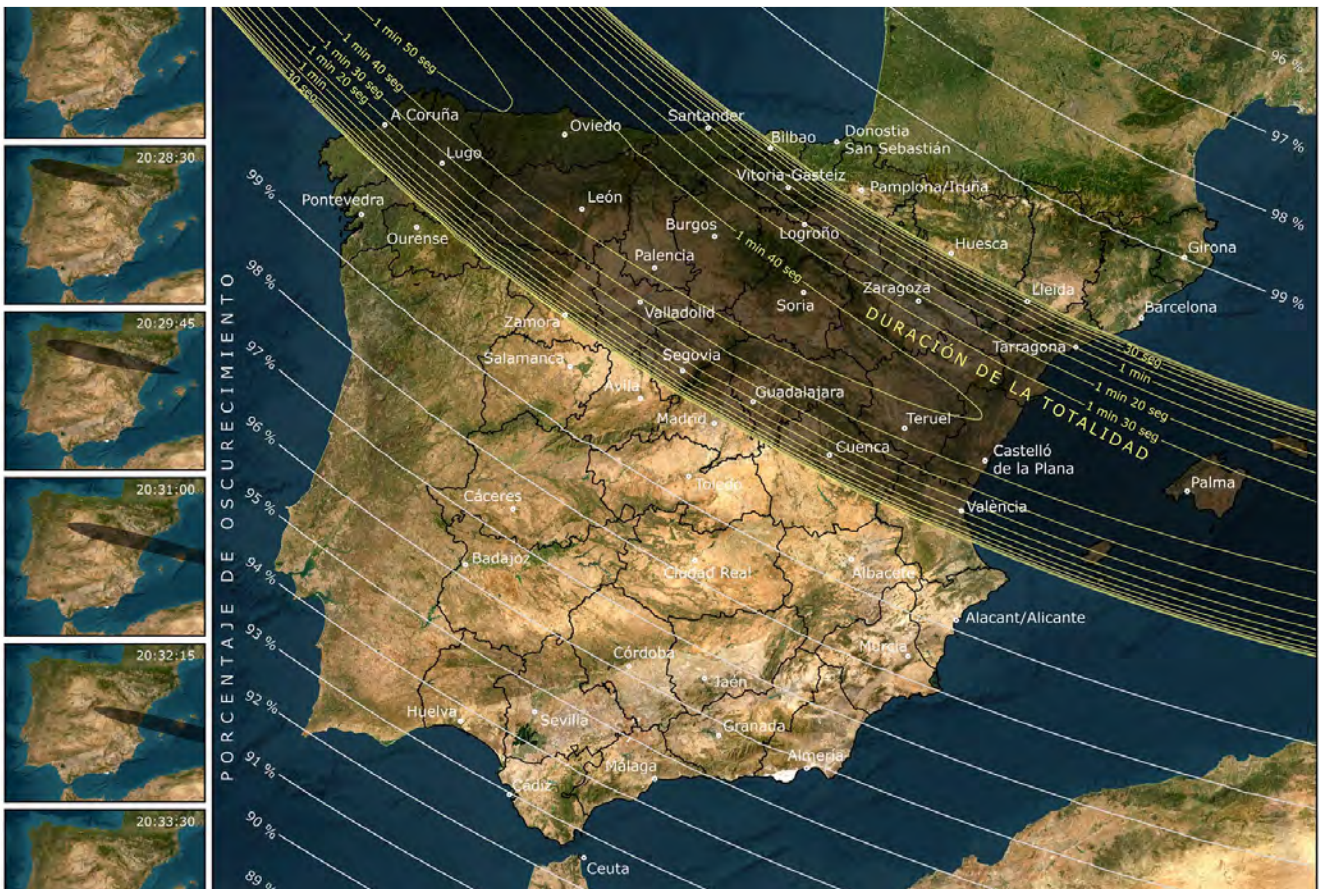 20:28:30
20:29:45
20:31:00
20:32:15
20:33:30
PORCENTAJE DE OSCURECIMIENTO
1 min 50 seg
1 min 40 seg
1 min 30 seg
1 min 20 seg
1 min
30 seg
96 %
97 %
98 %
99 %
A Coruña
Oviedo
Santander
Bilbao
Donostia
San Sebastián
Lugo
Vitoria-Gasteiz
Pamplona/Iruña
99 %
Pontevedra
León
Ourense
Burgos
Logroño
Huesca
Girona
1 min 40 seg
Palencia
98 %
Soria
Zaragoza
Lleida
Barcelona
Zamora
Valladolid
DURACIÓN DE LA TOTALIDAD
Tarragona
30 seg
1 min
1 min 20 seg
1 min 30 seg
97 %
Salamanca
Segovia
Ávila
Guadalajara
Madrid
Teruel
96 %
Cuenca
Castelló
de la Plana
Toledo
Palma
95 %
Cáceres
València
94 %
Badajoz
Ciudad Real
Albacete
93 %
Alacant/Alicante
Murcia
Córdoba
Jaén
92 %
Huelva
Sevilla
Granada
91 %
Málaga
Almería
Cádiz
90 %
Ceuta
89 %